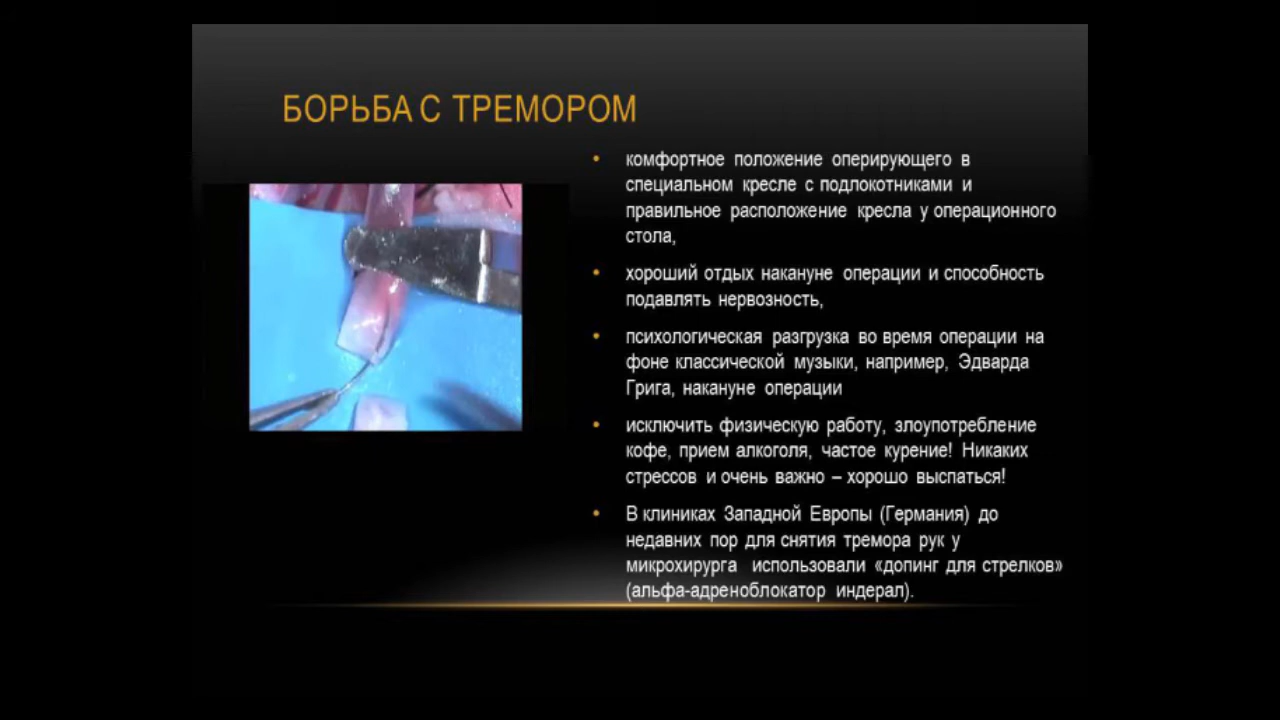 БОРЬБА С ТРЕМОРОМ
• комфортное положение оперирующего в
специальном кресле с подлокотниками и
правильное расположение кресла у операционного
стола,
• хороший отдых накануне операции и способность
подавлять нервозность,
• психологическая разгрузка во время операции на
фоне классической музыки, например, Эдварда
Грига, накануне операции
• исключить физическую работу, злоупотребление
кофе, прием алкоголя, частое курение! Никаких
стрессов и очень важно – хорошо выспаться!
• В клиниках Западной Европы (Германия) до
недавних пор для снятия тремора рук у
микрохирурга использовали «допинг для стрелков»
(альфа-адреноблокатор индерал).